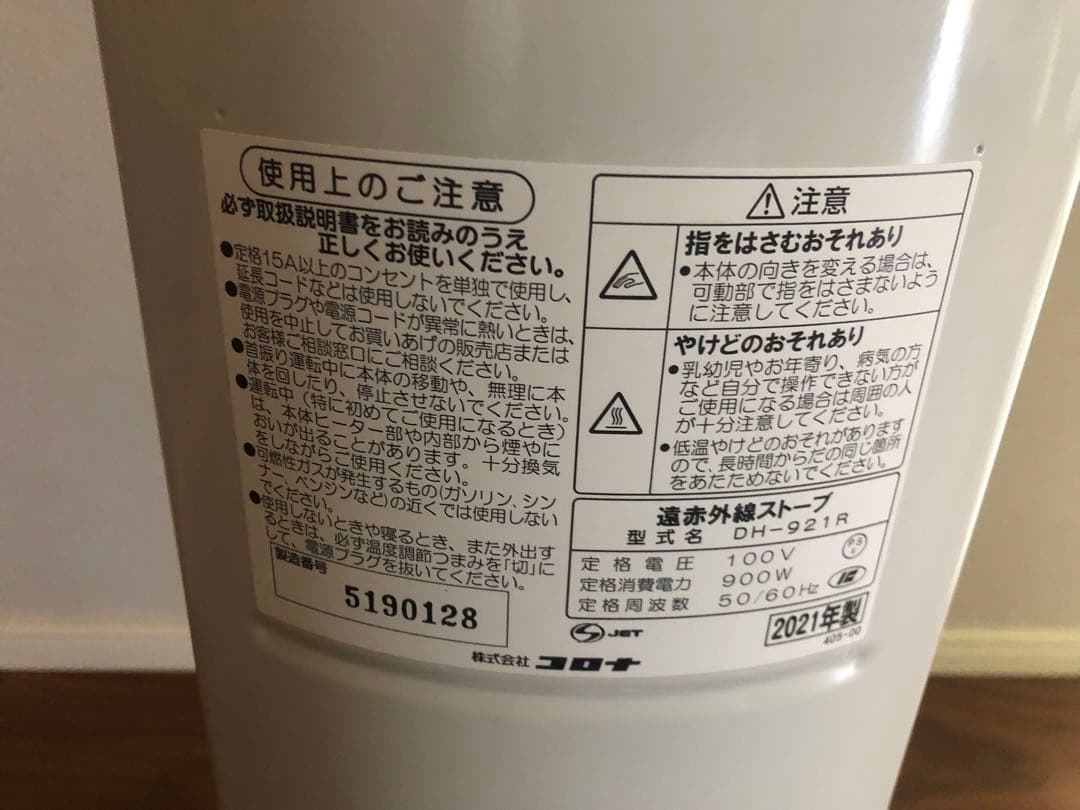 使用上のご注意
必ず取扱説明書をお読みのうえ
正しくお使いください。
●定格15A以上のコンセントを単独で使用し、
延長コードなどは使用しないでください。
●電源プラグや電源コードが異常に熱いときは、
使用を中止してお買いあげの販売店または
お客様ご相談窓口にご相談ください。
●首振り運転中に本体の移動や、無理に本
体を回したり、停止させないでください。
●運転中（特に初めてご使用になるとき）
は、本体ヒーター部や内部から煙やに
おいが出ることがあります。十分換気
をしながらご使用ください。
●可燃性ガスが発生するもの(ガソリン、シン
ナー、ベンジンなど)の近くでは使用しない
でください。
●使用しないときや寝るとき、また外出す
るときは、必ず温度調節つまみを「切」に
して、電源プラグを抜いてください。
製造番号
5190128
注意
指をはさむおそれあり
●本体の向きを変える場合は、
可動部で指をはさまないよう
に注意してください。
やけどのおそれあり
●乳幼児やお年寄り、病気の方
など自分で操作できない方が
ご使用になる場合は周囲の人
が十分注意してください。
●低温やけどのおそれがあります
ので、長時間からだの同じ箇所
をあたためないでください。
遠赤外線ストーブ
型式名 DH-921R
定格電圧 100V
定格消費電力 900W
定格周波数 50/60Hz
PS
E
JET
2021年製
405-00
株式会社 コロナ